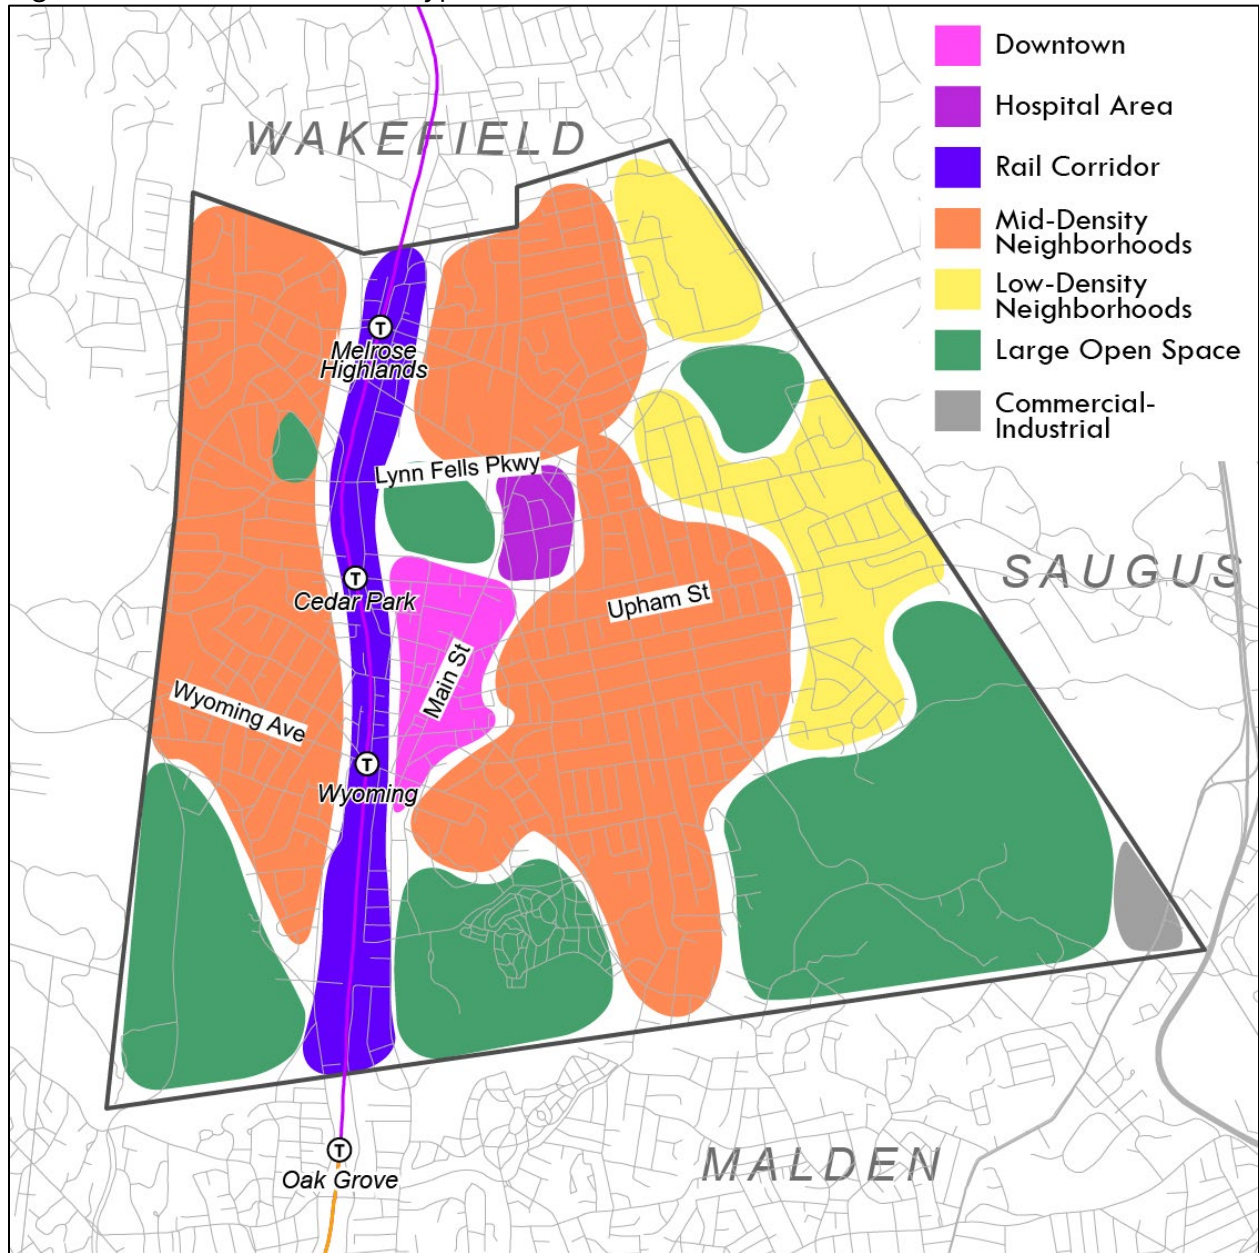 Downtown
Hospital Area
Rail Corridor
Mid-Density
Neighborhoods
Low-Density
Neighborhoods
Large Open Space
Commercial-
Industrial
WAKEFIELD
T
Melrose
Highlands
Lynn Fells Pkwy
SAUGUS
T
Cedar Park
Upham St
Main St
Wyoming Ave
T
Wyoming
T
Oak Grove
MALDEN